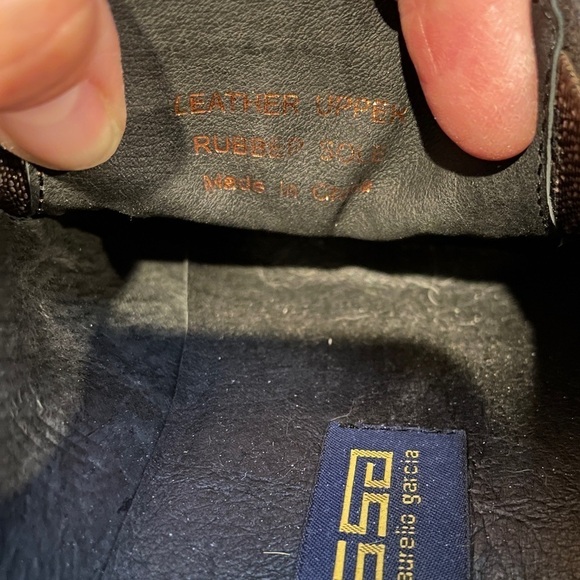 LEATHER UPPER
RUBBER SOLE
Made in China
aurelio garcia